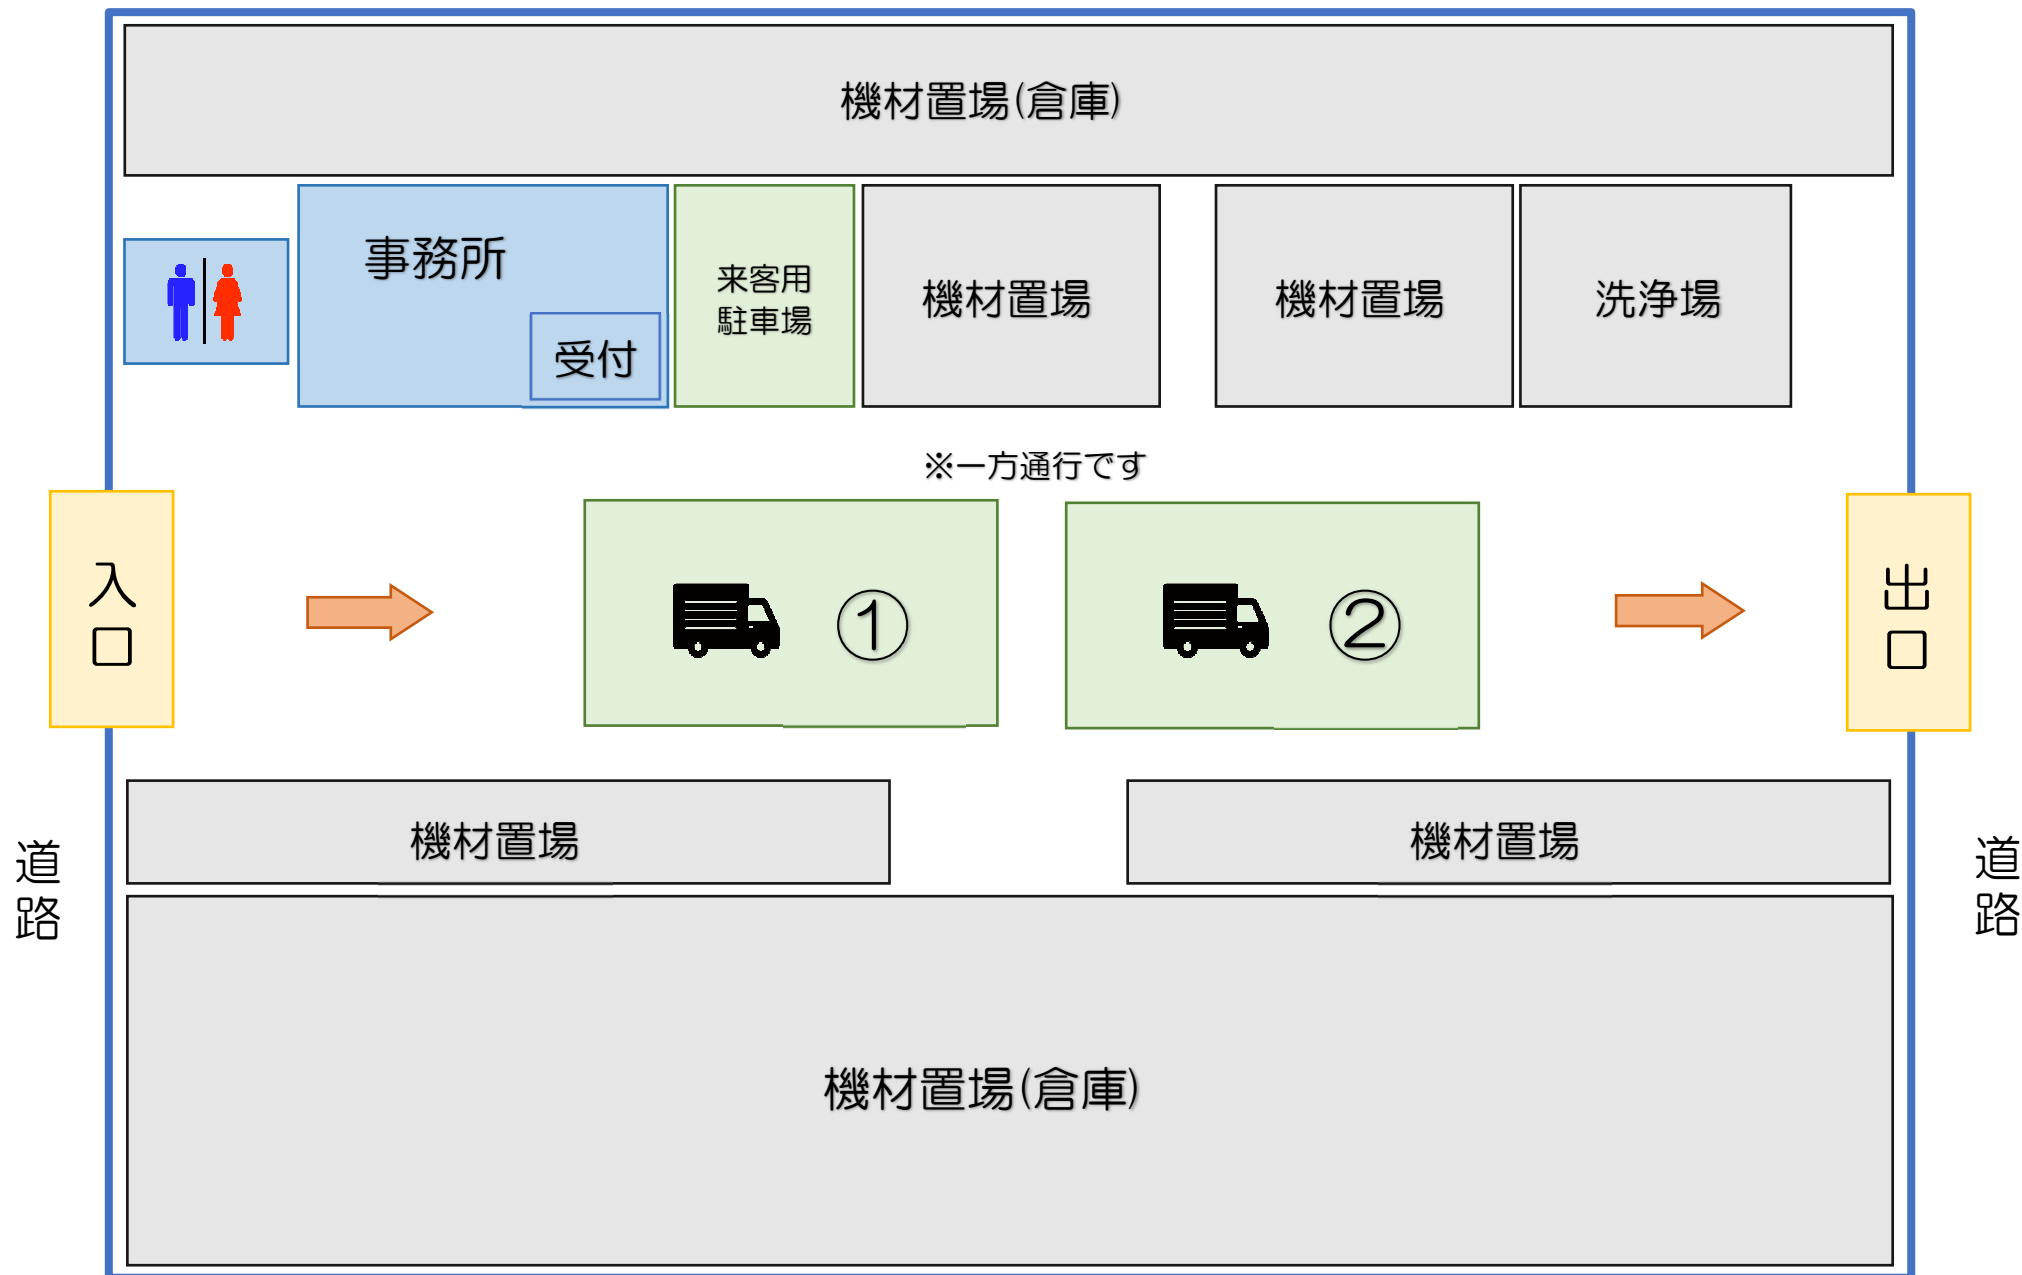 機材置場(倉庫)
事務所
受付
来客用
駐車場
機材置場
機材置場
洗浄場
※一方通行です
入
口
①
②
出
口
機材置場
機材置場
道
路
道
路
機材置場(倉庫)